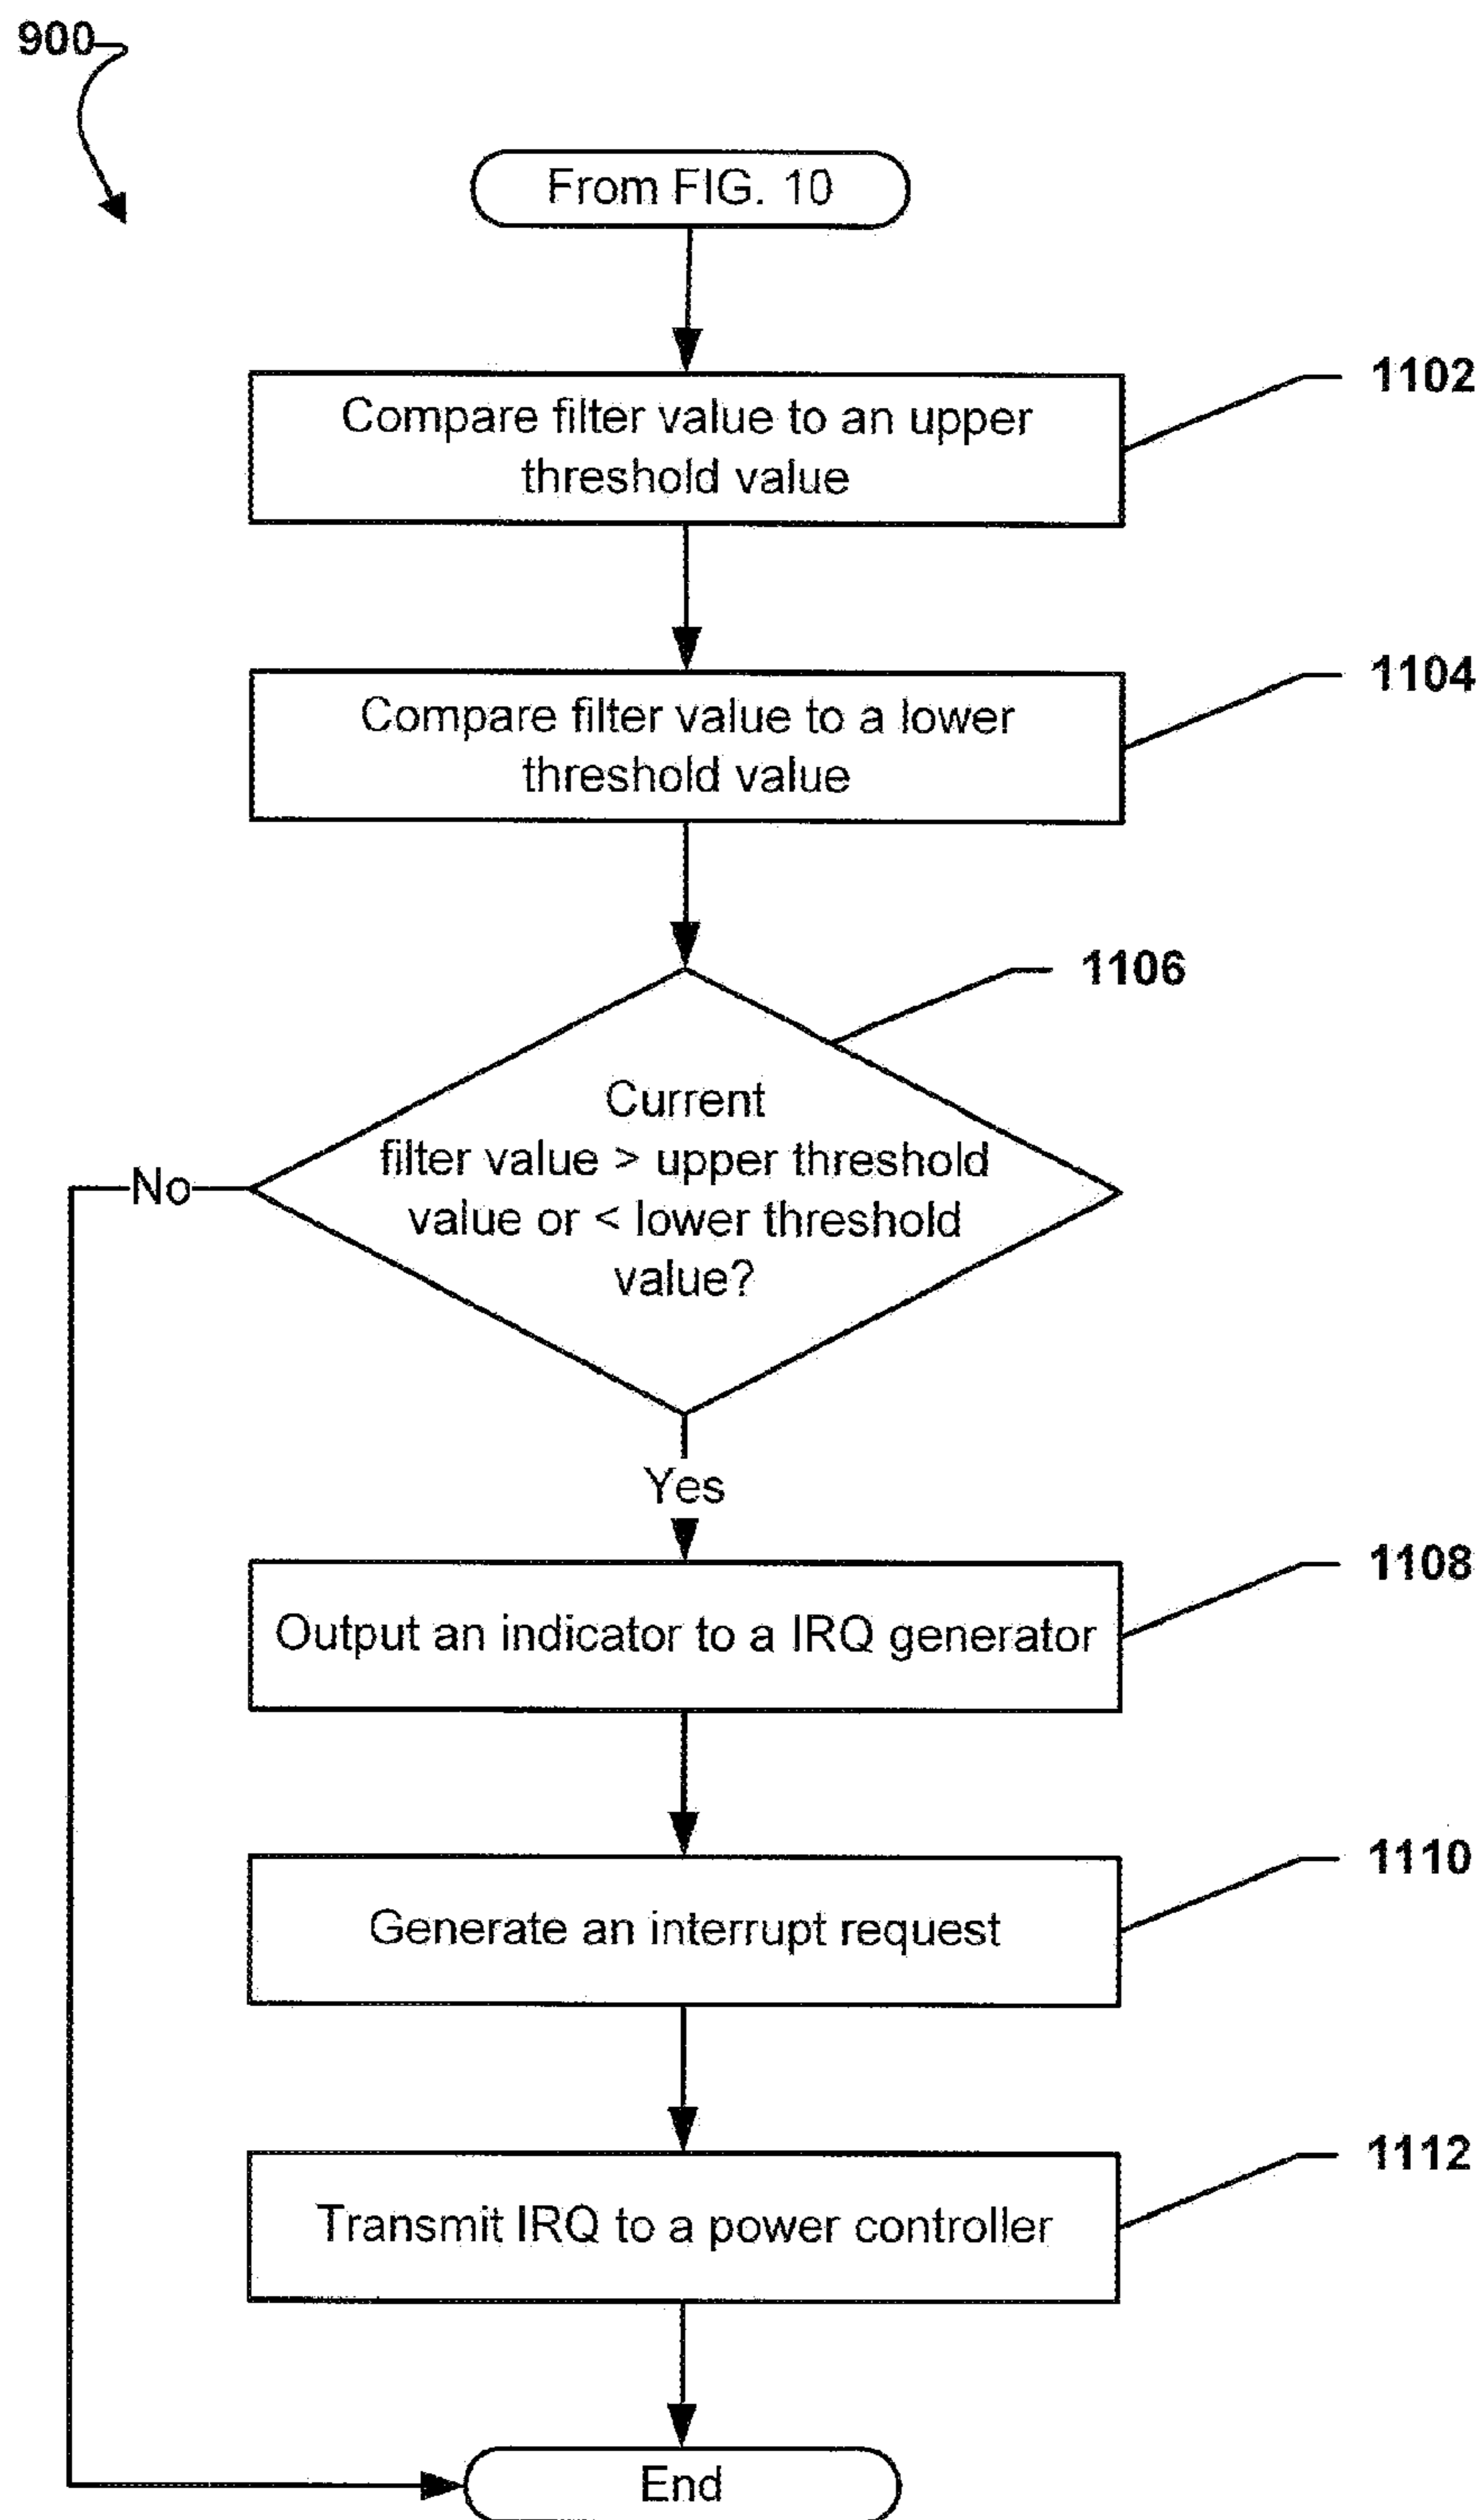 900
From FIG. 10
Compare filter value to an upper
threshold value
1102
Compare filter value to a lower
threshold value
1104
1106
Current
filter value > upper threshold
value or < lower threshold
value?
No
Yes
Output an indicator to a IRQ generator
1108
Generate an interrupt request
1110
Transmit IRQ to a power controller
1112
End